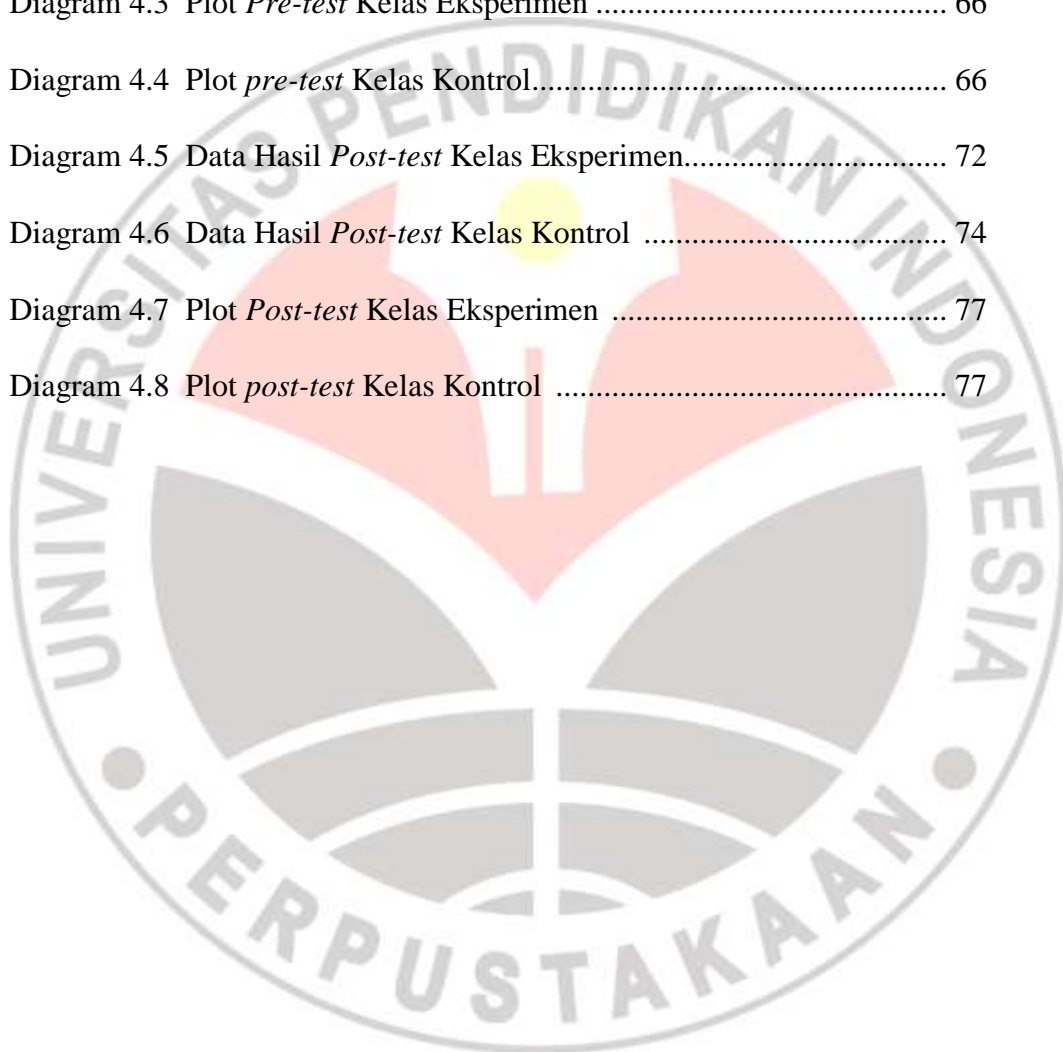 Diagram 4.3 Plot Pre-test Kelas Eksperimen ........................................ 66
Diagram 4.4 Plot pre-test Kelas Kontrol................................................ 66
Diagram 4.5 Data Hasil Post-test Kelas Eksperimen.............................. 72
Diagram 4.6 Data Hasil Post-test Kelas Kontrol ................................... 74
Diagram 4.7 Plot Post-test Kelas Eksperimen ....................................... 77
Diagram 4.8 Plot post-test Kelas Kontrol .............................................. 77
UNIVERSITAS PENDIDIKAN INDONESIA
PERPUSTAKAAN